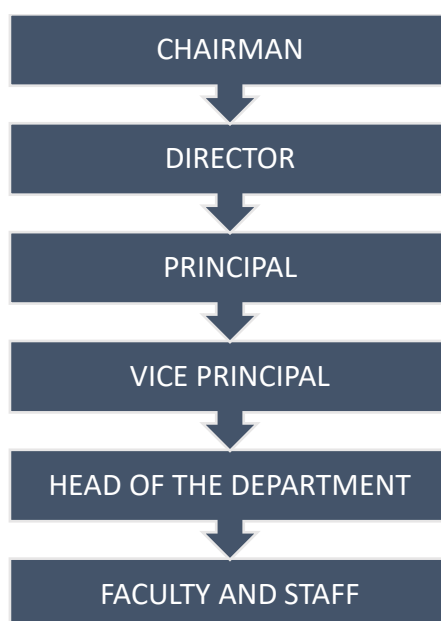 CHAIRMAN
DIRECTOR
PRINCIPAL
VICE PRINCIPAL
HEAD OF THE DEPARTMENT
FACULTY AND STAFF